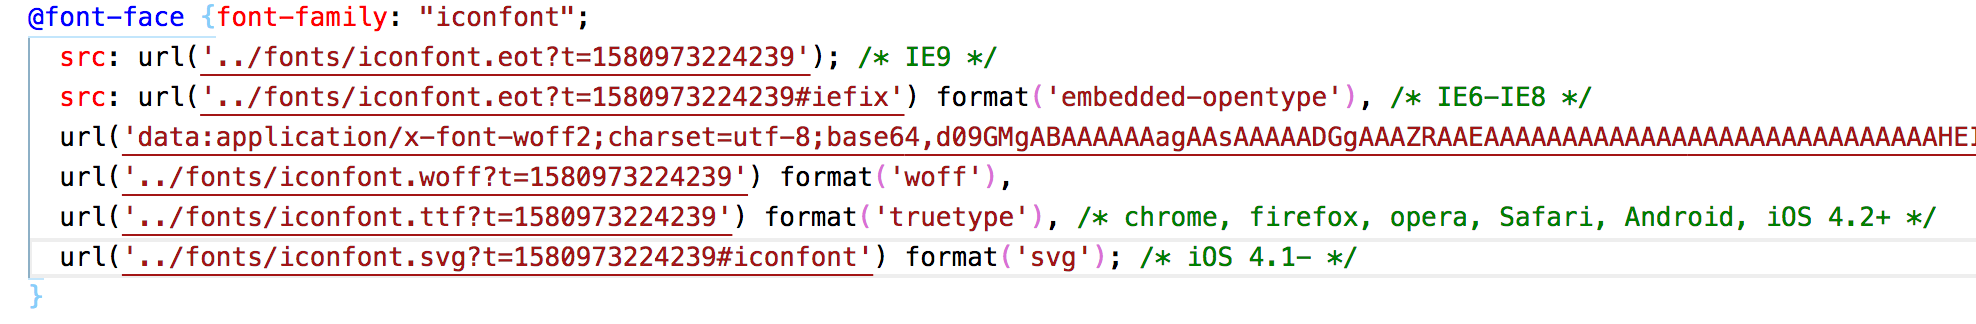 @font-face {font-family: "iconfont";
src: url('../fonts/iconfont.eot?t=1580973224239'); /* IE9 */
src: url('../fonts/iconfont.eot?t=1580973224239#iefix') format('embedded-opentype'), /* IE6-IE8 */
url('data:application/x-font-woff2;charset=utf-8;base64,d09GMgABAAAAAAagAAsAAAAADGgAAAZRAAEAAAAAAAAAAAAAAAAAAAAAAAAAAAAAHEI
url('../fonts/iconfont.woff?t=1580973224239') format('woff'),
url('../fonts/iconfont.ttf?t=1580973224239') format('truetype'), /* chrome, firefox, opera, Safari, Android, iOS 4.2+ */
url('../fonts/iconfont.svg?t=1580973224239#iconfont') format('svg'); /* iOS 4.1- */
}